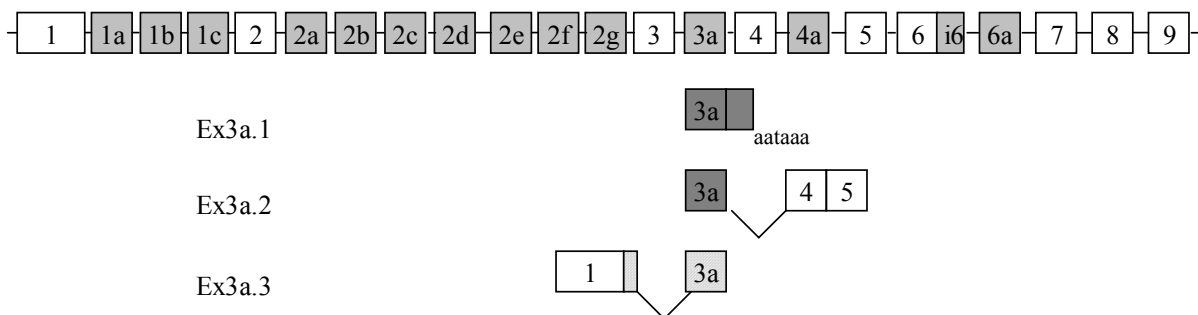 1 1a 1b 1c 2 2a 2b 2c 2d 2e 2f 2g 3 3a 4 4a 5 6 i6 6a 7 8 9
Ex3a.1 3a
aataaa
Ex3a.2 3a 4 5
Ex3a.3 1 3a